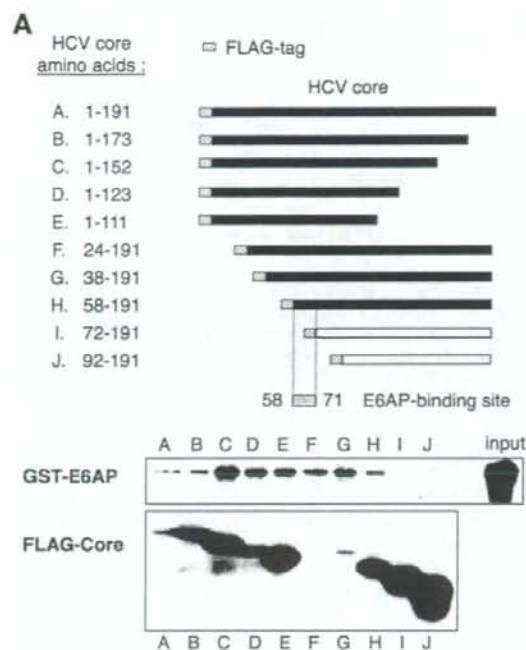 A
HCV core
amino acids :
FLAG-tag
HCV core
A. 1-191
B. 1-173
C. 1-152
D. 1-123
E. 1-111
F. 24-191
G. 38-191
H. 58-191
I. 72-191
J. 92-191
58 71 E6AP-binding site
A B C D E F G H I J input
GST-E6AP
FLAG-Core
A B C D E F G H I J